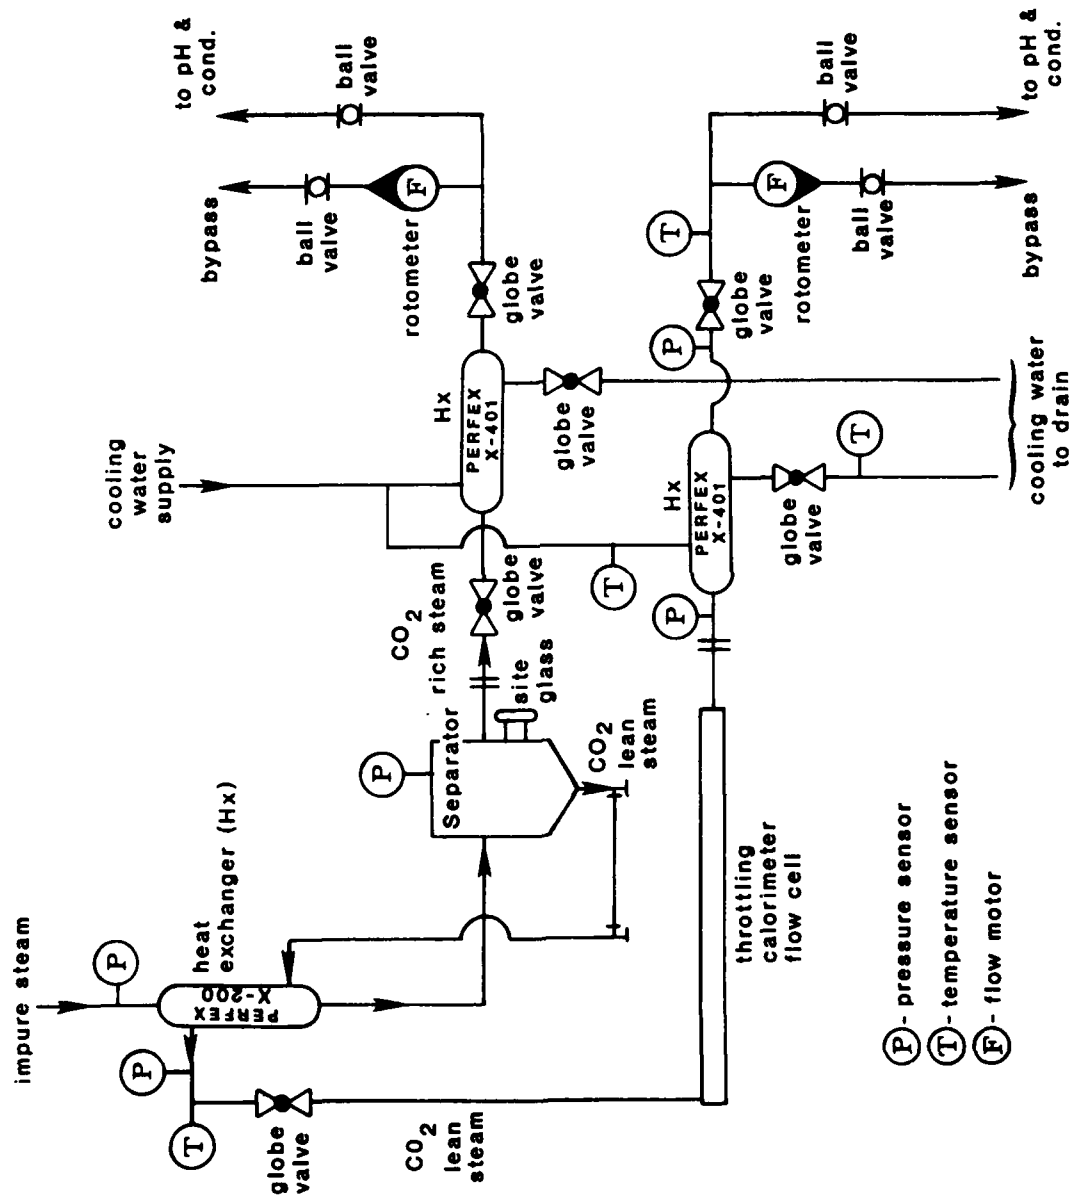 impure steam
P
T
P
globe
valve
PERFEX
X-200
heat
exchanger (Hx)
CO2
lean
steam
P
Separator
CO2
rich steam
site
glass
globe
valve
CO2
lean
steam
cooling
water
supply
Hx
PERFEX
X-401
globe
valve
globe
valve
bypass
ball
valve
rotometer
F
to pH &
cond.
ball
valve
T
throttling
calorimeter
flow cell
P
Hx
PERFEX
X-401
P
globe
valve
T
globe
valve
T
rotometer
F
ball
valve
bypass
ball
valve
to pH &
cond.
cooling water
to drain
P - pressure sensor
T - temperature sensor
F - flow motor